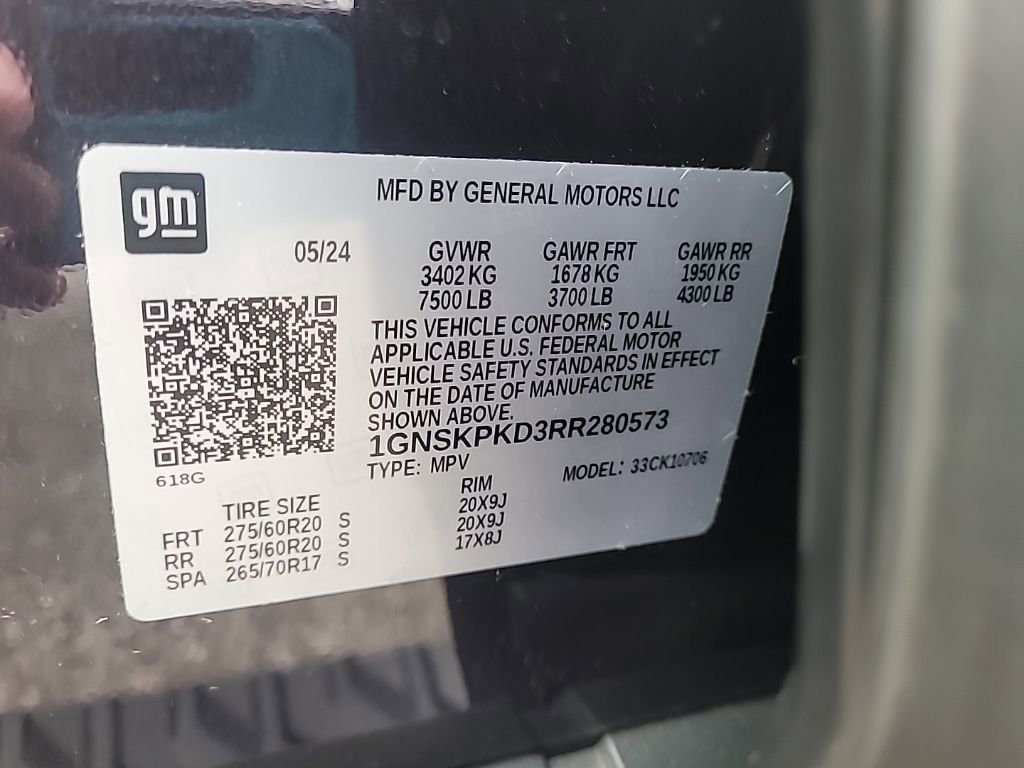 gm
MFD BY GENERAL MOTORS LLC
05/24 GVWR GAWR FRT GAWR RR
3402 KG 1678 KG 1950 KG
7500 LB 3700 LB 4300 LB
THIS VEHICLE CONFORMS TO ALL
APPLICABLE U.S. FEDERAL MOTOR
VEHICLE SAFETY STANDARDS IN EFFECT
ON THE DATE OF MANUFACTURE
SHOWN ABOVE.
1GNSKPKD3RR280573
TYPE: MPV MODEL: 33CK10706
618G
TIRE SIZE RIM
FRT 275/60R20 S 20X9J
RR 275/60R20 S 20X9J
SPA 265/70R17 S 17X8J